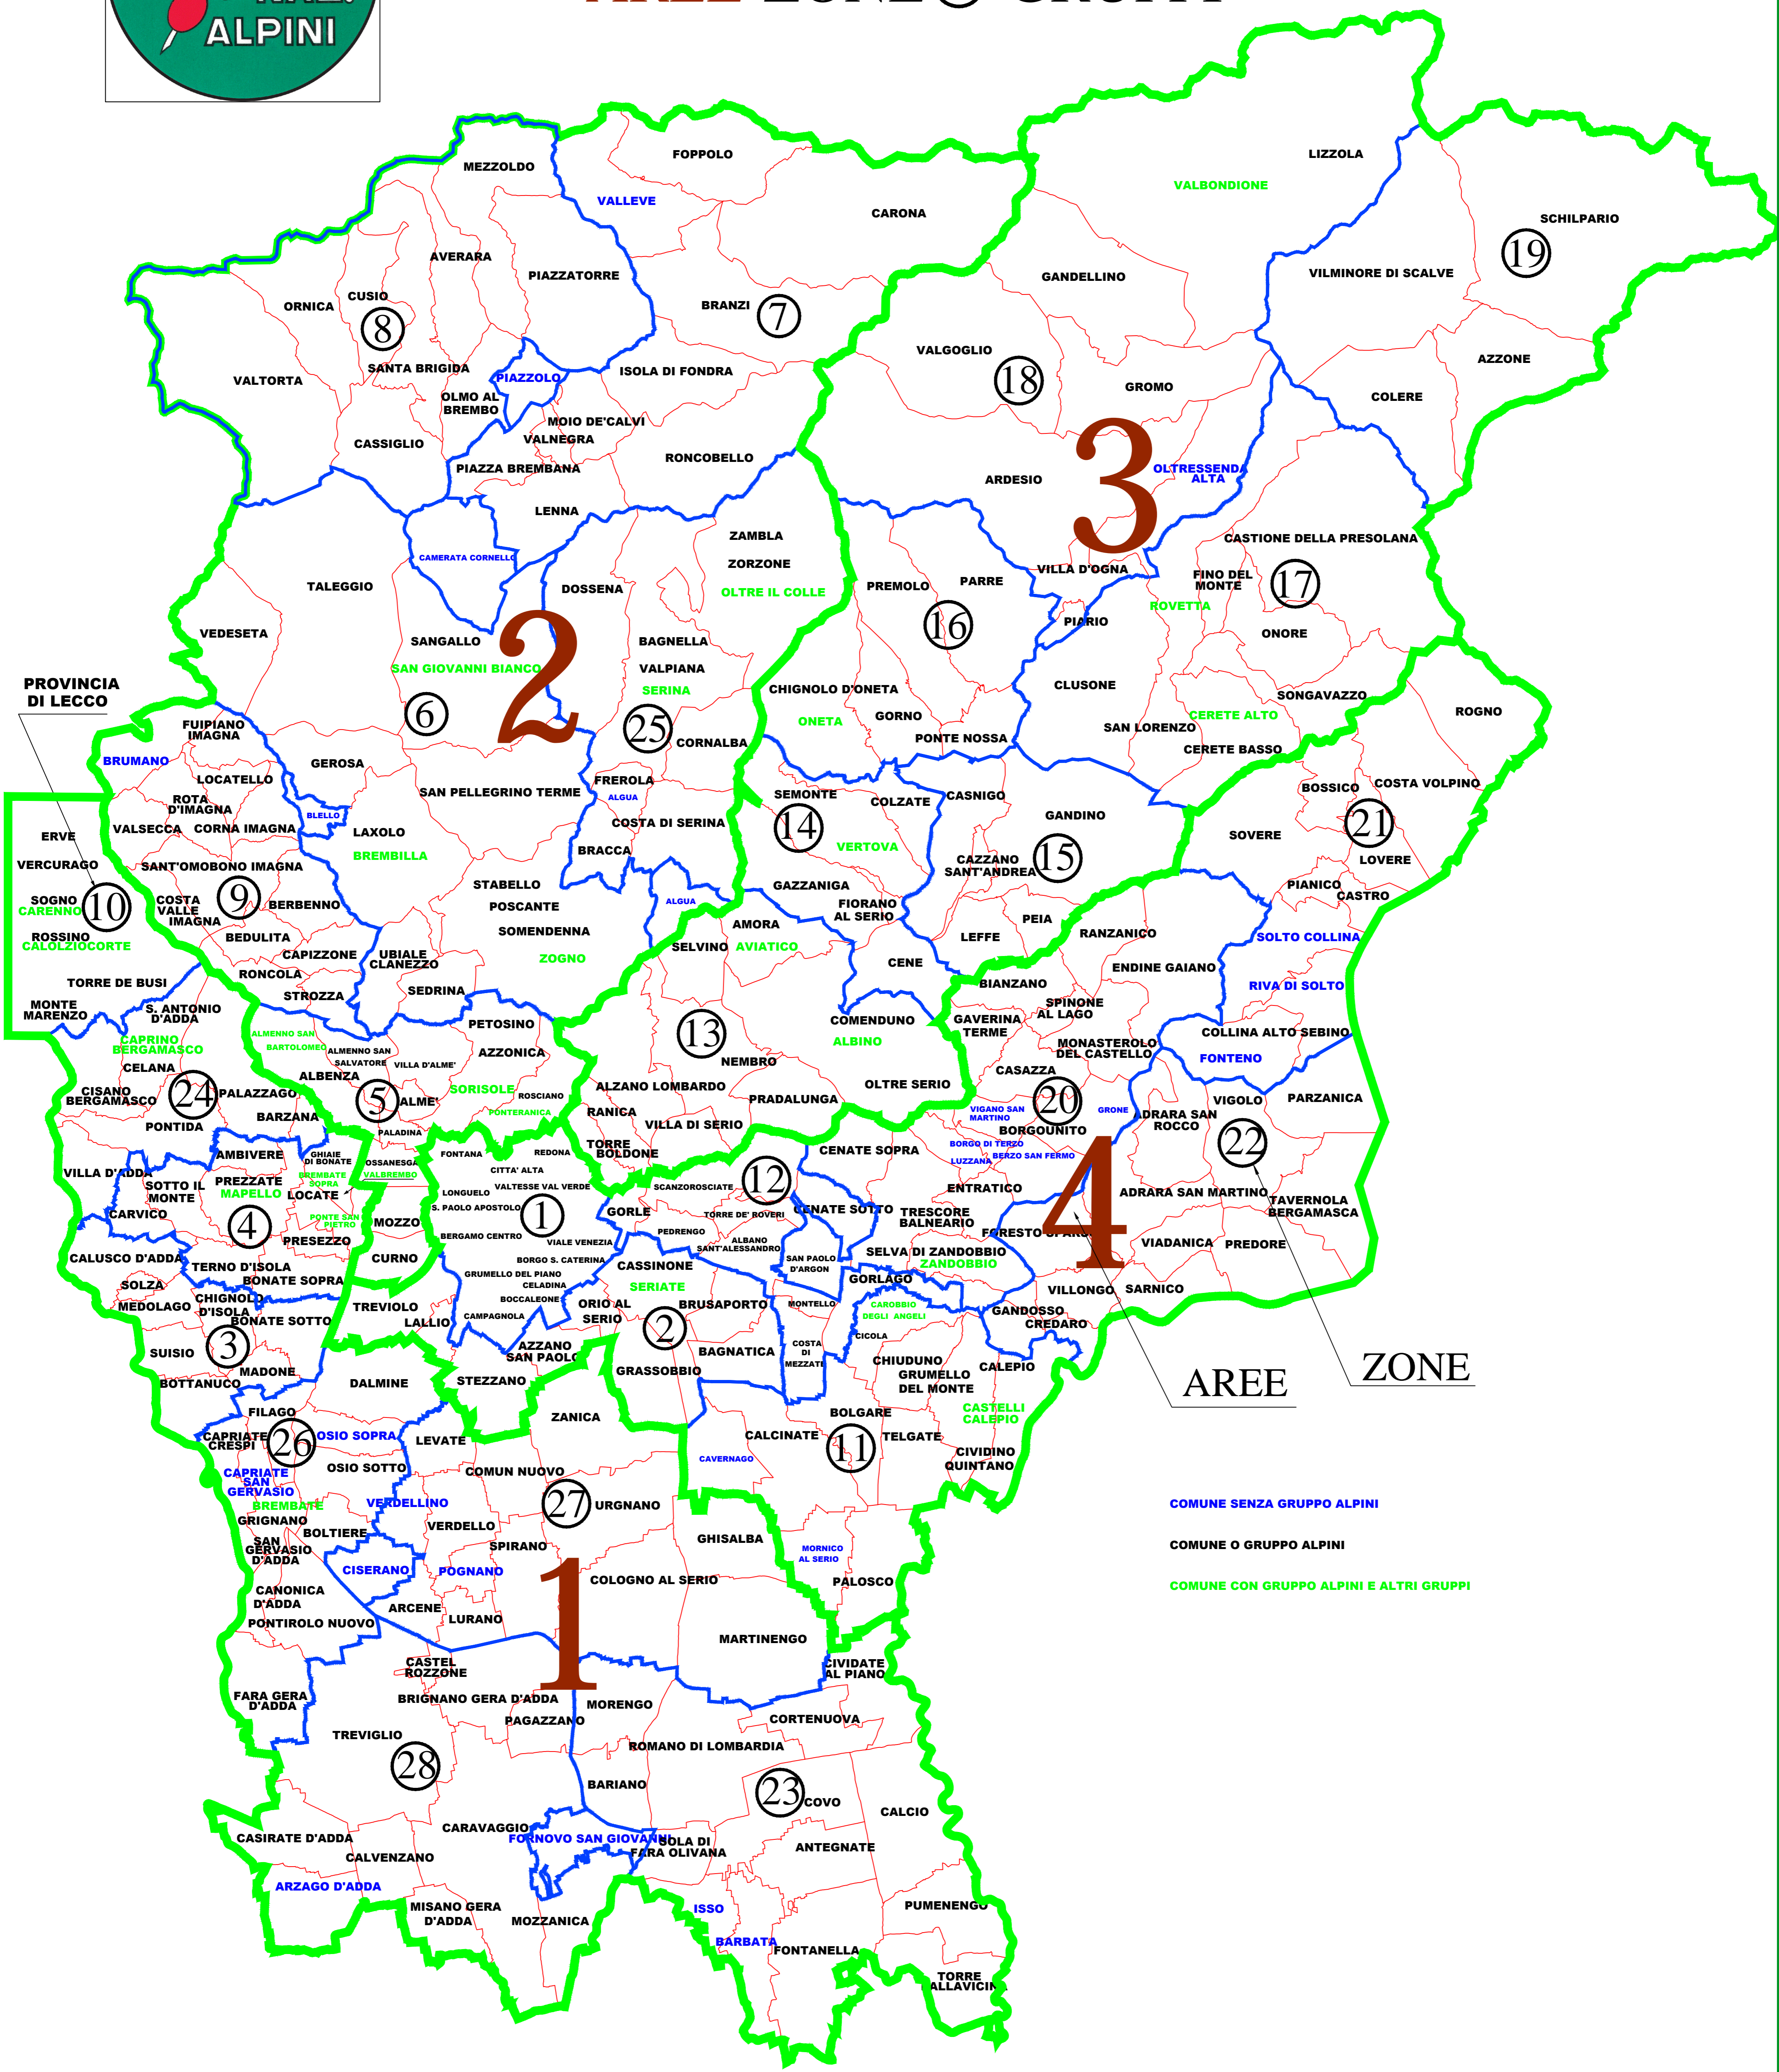 ALPINI
MEZZOLDO
FOPPOLO
LIZZOLA
VALBONDIONE
VALLEVE
CARONA
SCHILPARIO
19
AVERARA
PIAZZATORRE
GANDELLINO
VILMINORE DI SCALVE
CUSIO
ORNICA
8
BRANZI
7
VALGOGLIO
18
AZZONE
SANTA BRIGIDA
VALTORTA
PIAZZOLO
ISOLA DI FONDRA
GROMO
COLERE
OLMO AL
BREMBO
MOIO DE'CALVI
VALNEGRA
CASSIGLIO
PIAZZA BREMBANA
RONCOBELLO
3
OLTRESSENDA
ALTA
ARDESIO
LENNA
ZAMBLA
CASTIONE DELLA PRESOLANA
CAMERATA CORNELLO
ZORZONE
VILLA D'OGNA
TALEGGIO
DOSSENA
OLTRE IL COLLE
PREMOLO
PARRE
FINO DEL
MONTE
17
ROVETTA
16
PIARIO
VEDESETA
SANGALLO
2
BAGNELLA
ONORE
SAN GIOVANNI BIANCO
VALPIANA
PROVINCIA
DI LECCO
SERINA
CHIGNOLO D'ONETA
CLUSONE
SONGAVAZZO
6
25
ONETA
GORNO
CERETE ALTO
ROGNO
FUIPIANO
IMAGNA
CORNALBA
PONTE NOSSA
SAN LORENZO
CERETE BASSO
BRUMANO
GEROSA
LOCATELLO
FREROLA
BOSSICO
COSTA VOLPINO
SAN PELLEGRINO TERME
ALGUA
SEMONTE
COLZATE
CASNIGO
ROTA
D'IMAGNA
BLELLO
GANDINO
VALSECCA
CORNA IMAGNA
LAXOLO
COSTA DI SERINA
14
21
ERVE
BREMBILLA
BRACCA
VERTOVA
SOVERE
VERCURAGO
SANT'OMOBONO IMAGNA
CAZZANO
SANT'ANDREA
15
LOVERE
STABELLO
GAZZANIGA
PIANICO
CASTRO
SOGNO
CARENNO
10
COSTA
VALLE
IMAGNA
9
BERBENNO
POSCANTE
ALGUA
FIORANO
AL SERIO
AMORA
PEIA
ROSSINO
CALOLZIOCORTE
BEDULITA
SOMENDENNA
SELVINO
AVIATICO
LEFFE
RANZANICO
SOLTO COLLINA
CAPIZZONE
UBIALE
CLANEZZO
ZOGNO
CENE
ENDINE GAIANO
TORRE DE BUSI
RONCOLA
STROZZA
SEDRINA
BIANZANO
RIVA DI SOLTO
MONTE
MARENZO
S. ANTONIO
D'ADDA
SPINONE
AL LAGO
PETOSINO
COMENDUNO
GAVERINA
TERME
COLLINA ALTO SEBINO
CAPRINO
BERGAMASCO
ALMENNO SAN
BARTOLOMEO
ALMENNO SAN
SALVATORE
VILLA D'ALME'
AZZONICA
13
ALBINO
MONASTEROLO
DEL CASTELLO
FONTENO
CELANA
ALBENZA
NEMBRO
CASAZZA
CISANO
BERGAMASCO
24
PALAZZAGO
5
ALME'
SORISOLE
ROSCIANO
ALZANO LOMBARDO
PRADALUNGA
OLTRE SERIO
20
GRONE
VIGOLO
PARZANICA
BARZANA
PONTERANICA
RANICA
VIGANO SAN
MARTINO
ADRARA SAN
ROCCO
PONTIDA
PALADINA
VILLA DI SERIO
BORGOUNITO
22
AMBIVERE
GHIAIE
DI BONATE
OSSANESGA
FONTANA
REDONA
TORRE
BOLDONE
CENATE SOPRA
BORGO DI TERZO
LUZZANA
BERZO SAN FERMO
VILLA D'ADDA
BREMBATE
SOPRA
VALBREMBO
CITTA' ALTA
SOTTO IL
MONTE
PREZZATE
MAPELLO
LOCATE
LONGUELO
VALTESSE VAL VERDE
SCANZOROSCIATE
12
ENTRATICO
4
ADRARA SAN MARTINO
TAVERNOLA
BERGAMASCA
CARVICO
4
PONTE SAN
PIETRO
MOZZO
S. PAOLO APOSTOLO
1
GORLE
TORRE DE' ROVERI
CENATE SOTTO
TRESCORE
BALNEARIO
PRESEZZO
BERGAMO CENTRO
VIALE VENEZIA
PEDRENGO
ALBANO
SANT'ALESSANDRO
VIADANICA
PREDORE
CALUSCO D'ADDA
CURNO
BORGO S. CATERINA
CASSINONE
SAN PAOLO
D'ARGON
SELVA DI ZANDOBBIO
ZANDOBBIO
TERNO D'ISOLA
BONATE SOPRA
GRUMELLO DEL PIANO
CELADINA
SERIATE
GORLAGO
SOLZA
CHIGNOLO
D'ISOLA
BOCCALEONE
VILLONGO
SARNICO
MEDOLAGO
TREVIOLO
CAMPAGNOLA
ORIO AL
SERIO
BRUSAPORTO
MONTELLO
CAROBBIO
DEGLI ANGELI
GANDOSSO
CREDARO
BONATE SOTTO
LALLIO
2
CICOLA
3
SUISIO
AZZANO
SAN PAOLO
BAGNATICA
COSTA
DI
MEZZATE
CHIUDUNO
CALEPIO
MADONE
GRASSOBBIO
GRUMELLO
DEL MONTE
AREE
ZONE
BOTTANUCO
DALMINE
STEZZANO
FILAGO
ZANICA
BOLGARE
CASTELLI
CALEPIO
CAPRIATE
CRESPI
26
OSIO SOPRA
LEVATE
CALCINATE
11
TELGATE
CIVIDINO
QUINTANO
CAPRIATE
SAN
GERVASIO
OSIO SOTTO
COMUN NUOVO
CAVERNAGO
BREMBATE
VERDELLINO
27
URGNANO
COMUNE SENZA GRUPPO ALPINI
GRIGNANO
BOLTIERE
VERDELLO
GHISALBA
COMUNE O GRUPPO ALPINI
SAN
GERVASIO
D'ADDA
SPIRANO
MORNICO
AL SERIO
CISERANO
POGNANO
1
COLOGNO AL SERIO
PALOSCO
COMUNE CON GRUPPO ALPINI E ALTRI GRUPPI
CANONICA
D'ADDA
ARCENE
LURANO
PONTIROLO NUOVO
MARTINENGO
CASTEL
ROZZONE
CIVIDATE
AL PIANO
FARA GERA
D'ADDA
BRIGNANO GERA D'ADDA
MORENGO
PAGAZZANO
CORTENUOVA
TREVIGLIO
ROMANO DI LOMBARDIA
28
BARIANO
23
COVO
CALCIO
CARAVAGGIO
CASIRATE D'ADDA
FORNOVO SAN GIOVANNI
SOLA DI
FARA OLIVANA
ANTEGNATE
CALVENZANO
ARZAGO D'ADDA
MISANO GERA
D'ADDA
MOZZANICA
ISSO
PUMENENGO
BARBATA
FONTANELLA
TORRE